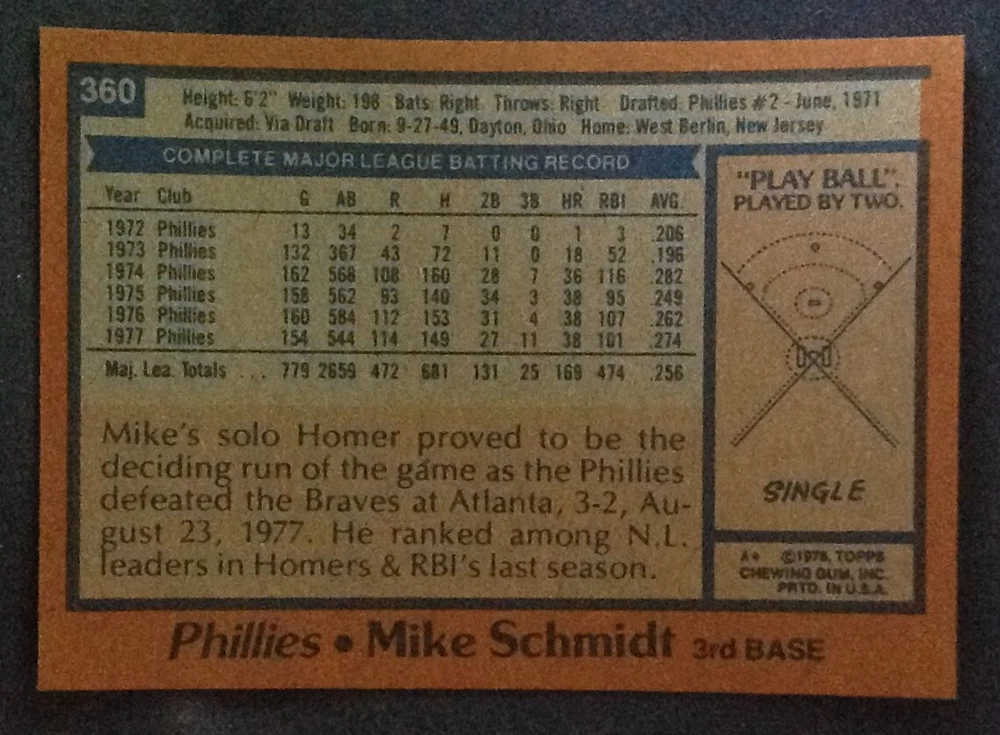 360
Height: 6'2" Weight: 198 Bats: Right Throws: Right Drafted: Phillies #2 - June, 1971
Acquired: Via Draft Born: 9-27-49, Dayton, Ohio Home: West Berlin, New Jersey
COMPLETE MAJOR LEAGUE BATTING RECORD
Year Club G AB R H 2B 3B HR RBI AVG.
1972 Phillies 13 34 2 7 0 0 1 3 .206
1973 Phillies 132 367 43 72 11 0 18 52 .196
1974 Phillies 162 568 108 160 28 7 36 116 .282
1975 Phillies 158 562 93 140 34 3 38 95 .249
1976 Phillies 160 584 112 153 31 4 38 107 .262
1977 Phillies 154 544 114 149 27 11 38 101 .274
Maj. Lea. Totals ... 779 2659 472 681 131 25 169 474 .256
Mike's solo Homer proved to be the
deciding run of the game as the Phillies
defeated the Braves at Atlanta, 3-2, Au-
gust 23, 1977. He ranked among N.L.
leaders in Homers & RBI's last season.
"PLAY BALL".
PLAYED BY TWO.
SINGLE
A* ©1978, TOPPS
CHEWING GUM, INC.
PRTD. IN U.S.A.
Phillies • Mike Schmidt 3rd BASE